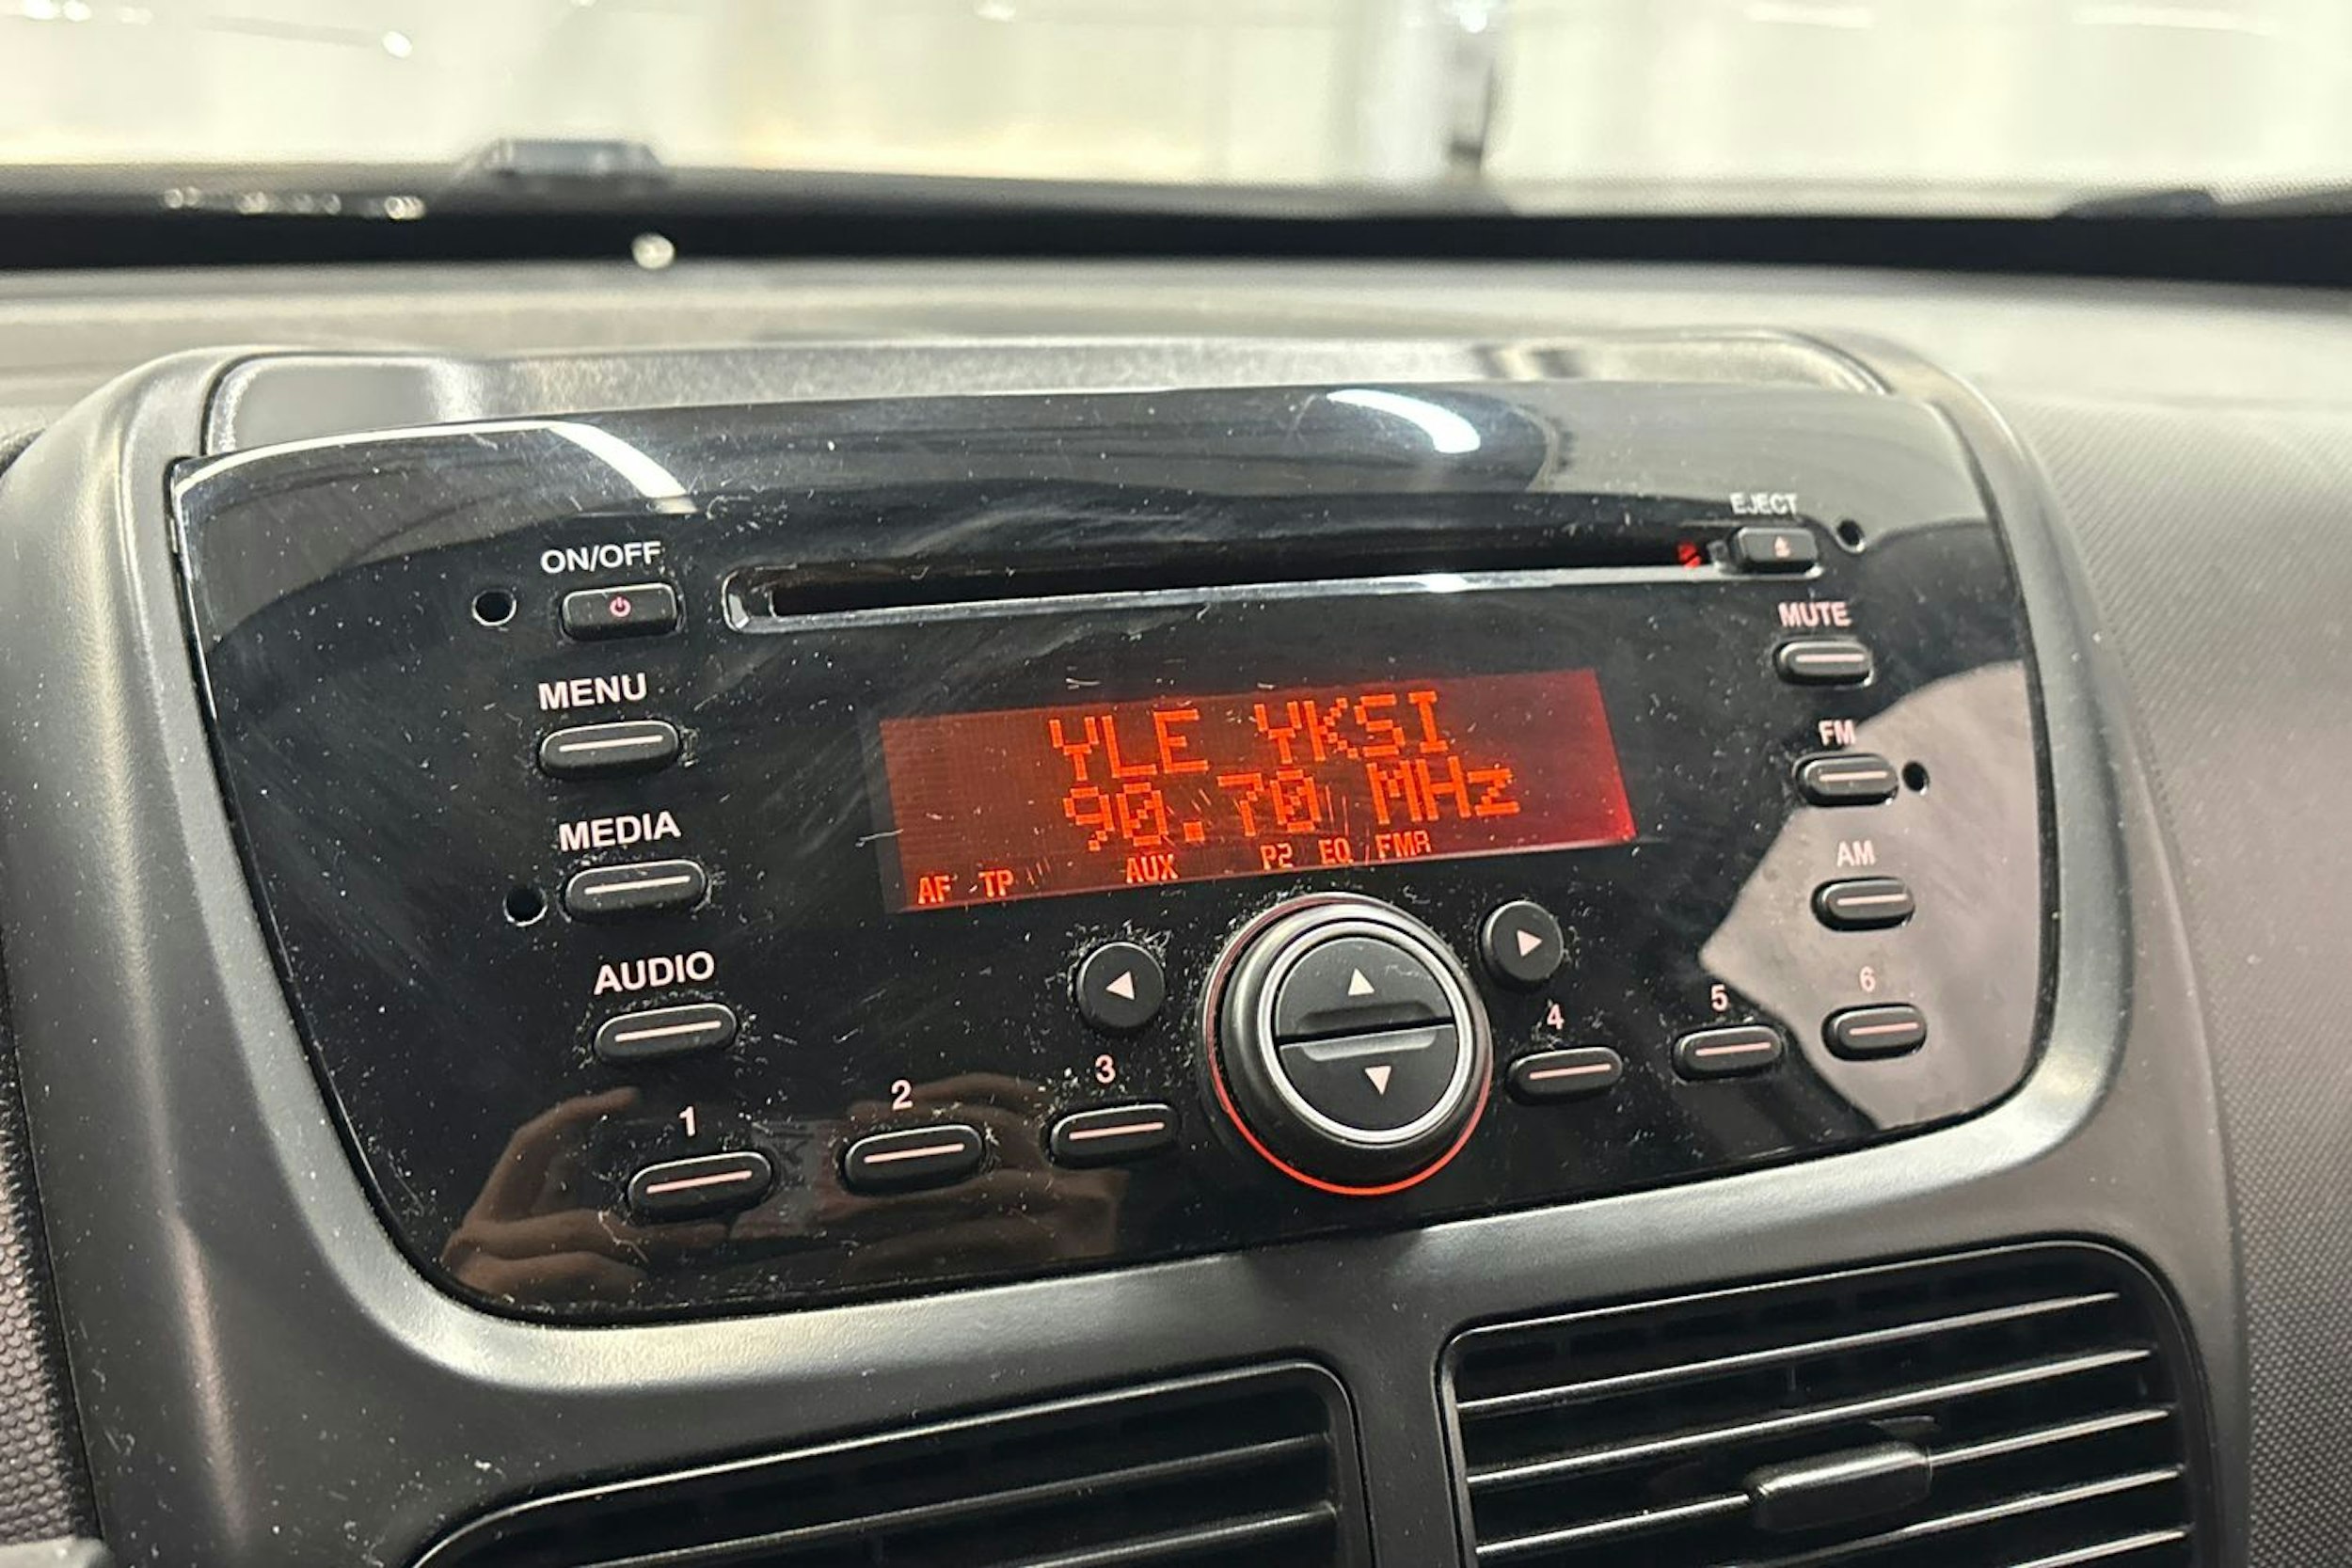 EJECT
ON/OFF
MUTE
MENU
YLE YKSI
FM
90.70 MHz
MEDIA
AF TP AUX P2 EQ FMA
AM
AUDIO
6
5
4
3
2
1